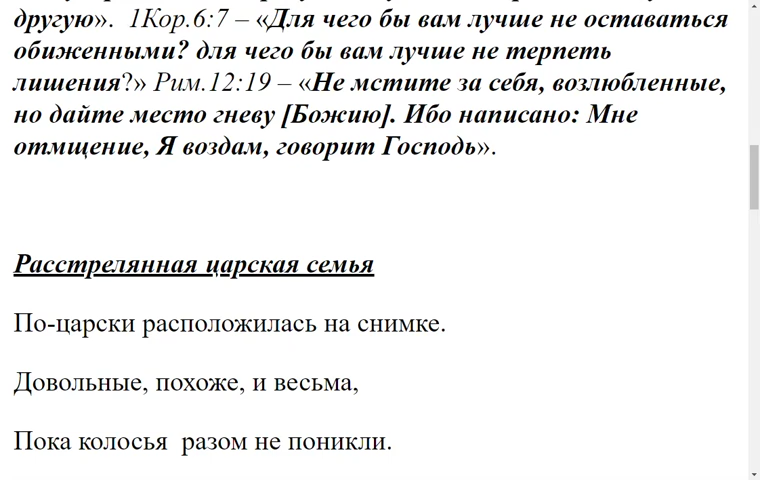 другую». 1Кор.6:7 – «Для чего бы вам лучше не оставаться
обиженными? для чего бы вам лучше не терпеть
лишения?» Рим.12:19 – «Не мстите за себя, возлюбленные,
но дайте место гневу [Божию]. Ибо написано: Мне
отмщение, Я воздам, говорит Господь».
Расстрелянная царская семья
По-царски расположилась на снимке.
Довольные, похоже, и весьма,
Пока колосья  разом не поникли.